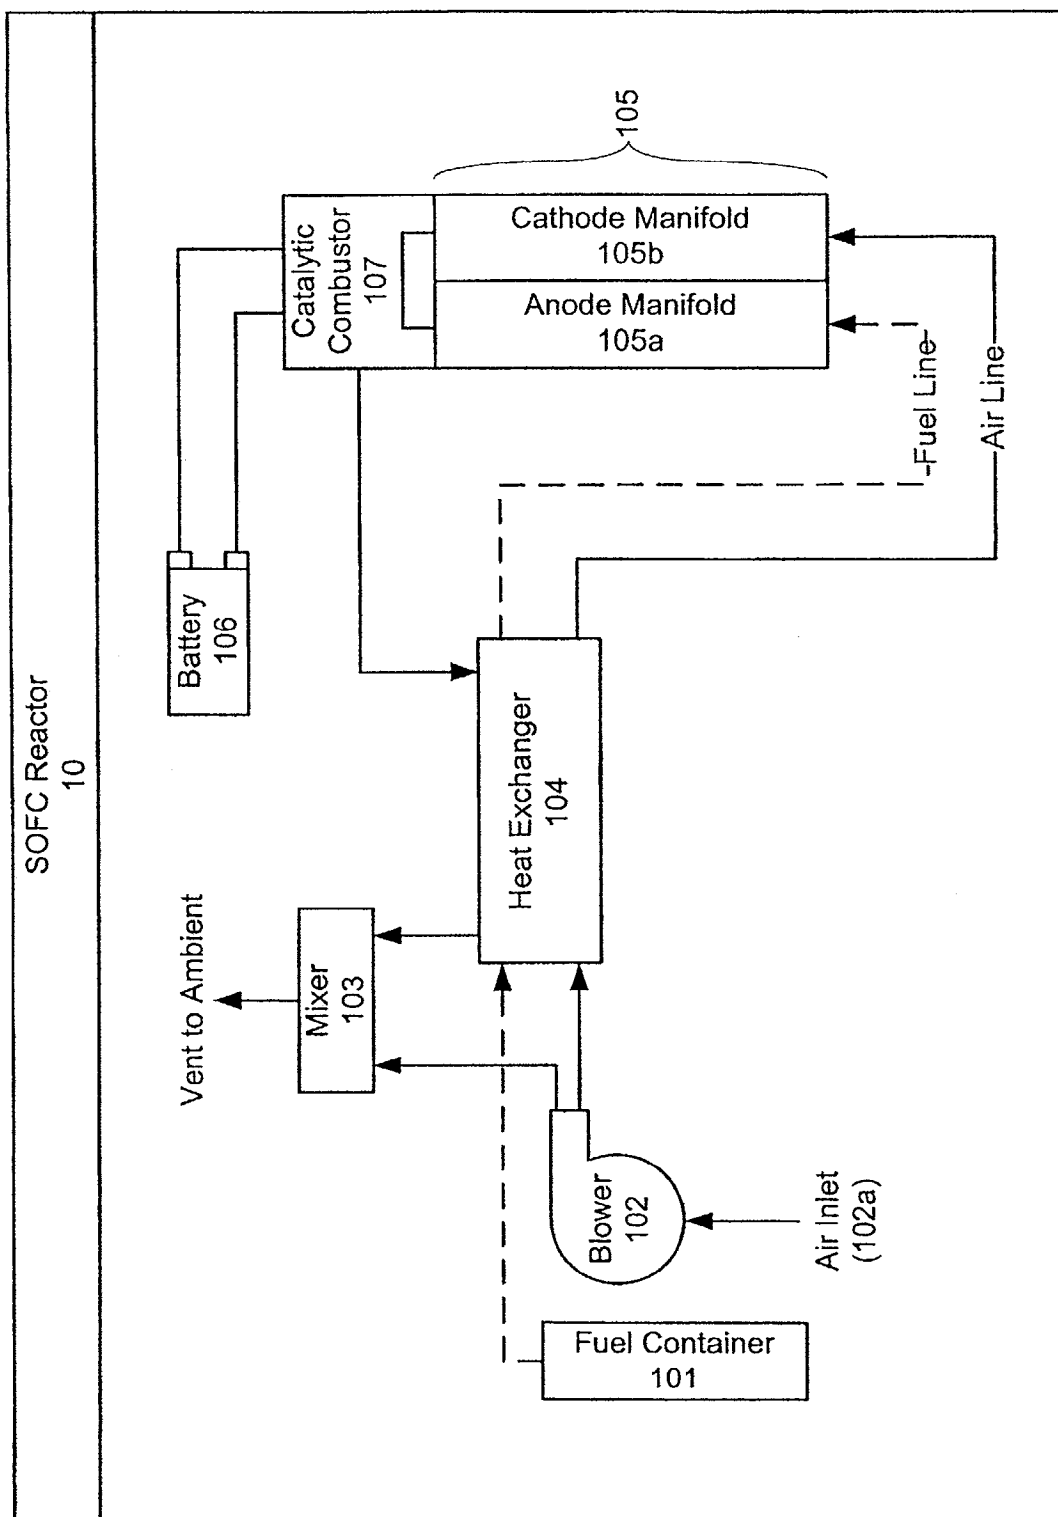 SOFC Reactor
10
Vent to Ambient
Mixer
103
Battery
106
Catalytic
Combustor
107
105
Cathode Manifold
105b
Anode Manifold
105a
Heat Exchanger
104
Fuel Line
Air Line
Blower
102
Air Inlet
(102a)
Fuel Container
101